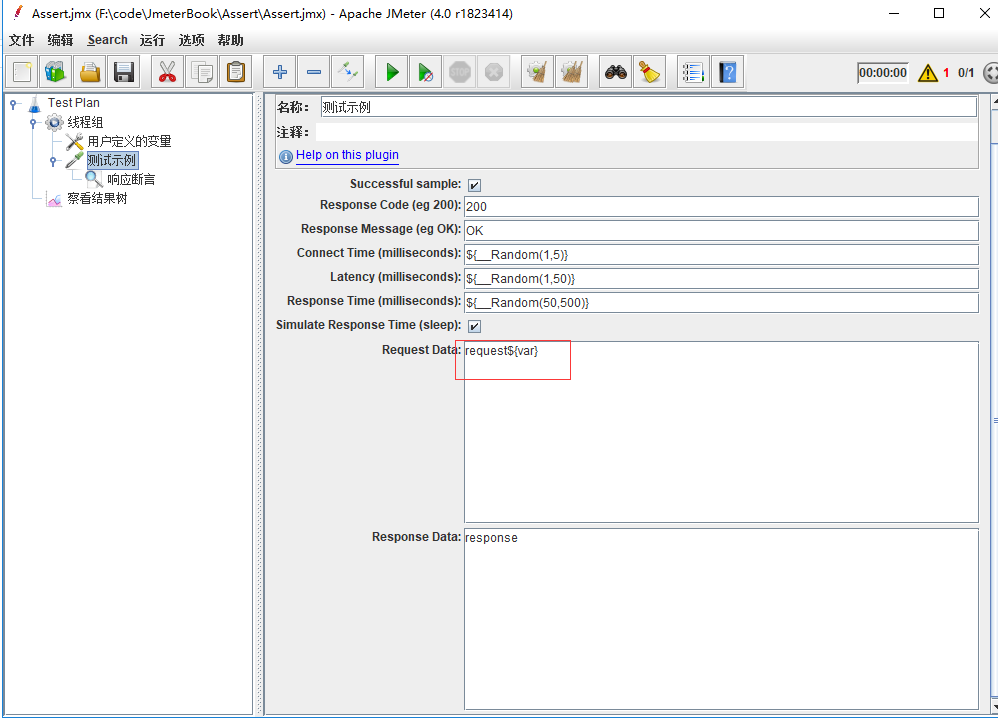 Assert.jmx (F:\code\JmeterBook\Assert\Assert.jmx) - Apache JMeter (4.0 r1823414)
文件 编辑 Search 运行 选项 帮助
STOP 00:00:00 1 0/1
Test Plan
线程组
用户定义的变量
测试示例
响应断言
察看结果树
名称： 测试示例
注释：
Help on this plugin
Successful sample:
Response Code (eg 200): 200
Response Message (eg OK): OK
Connect Time (milliseconds): ${__Random(1,5)}
Latency (milliseconds): ${__Random(1,50)}
Response Time (milliseconds): ${__Random(50,500)}
Simulate Response Time (sleep):
Request Data: request${var}
Response Data: response